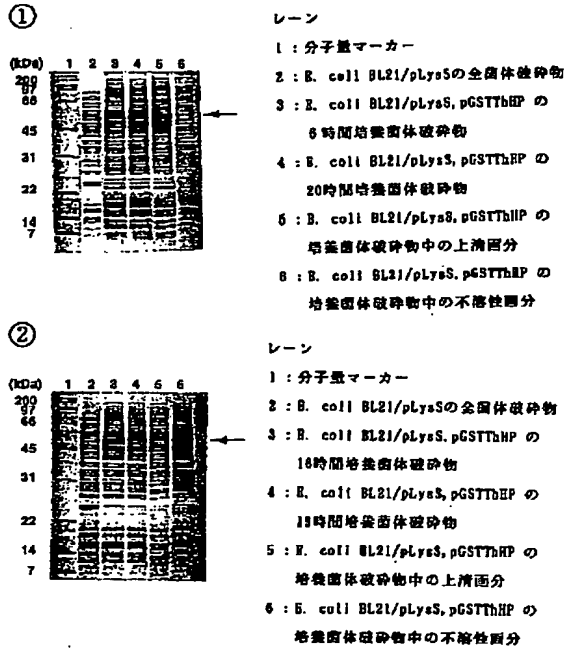 ①
(kDa) 1 2 3 4 5 6
200
97
66
45
31
22
14
7
レーン
1 : 分子量マーカー
2 : E. coli BL21/pLysSの全菌体破砕物
3 : E. coli BL21/pLysS, pGSTThHP の
6時間培養菌体破砕物
4 : E. coli BL21/pLysS, pGSTThHP の
20時間培養菌体破砕物
5 : E. coli BL21/pLysS, pGSTThHP の
培養菌体破砕物中の上清画分
6 : E. coli BL21/pLysS, pGSTThHP の
培養菌体破砕物中の不溶性画分
②
(kDa) 1 2 3 4 5 6
200
97
66
45
31
22
14
7
レーン
1 : 分子量マーカー
2 : E. coli BL21/pLysSの全菌体破砕物
3 : E. coli BL21/pLysS, pGSTThHP の
16時間培養菌体破砕物
4 : E. coli BL21/pLysS, pGSTThHP の
時間培養菌体破砕物
5 : E. coli BL21/pLysS, pGSTThHP の
培養菌体破砕物中の上清画分
6 : E. coli BL21/pLysS, pGSTThHP の
培養菌体破砕物中の不溶性画分